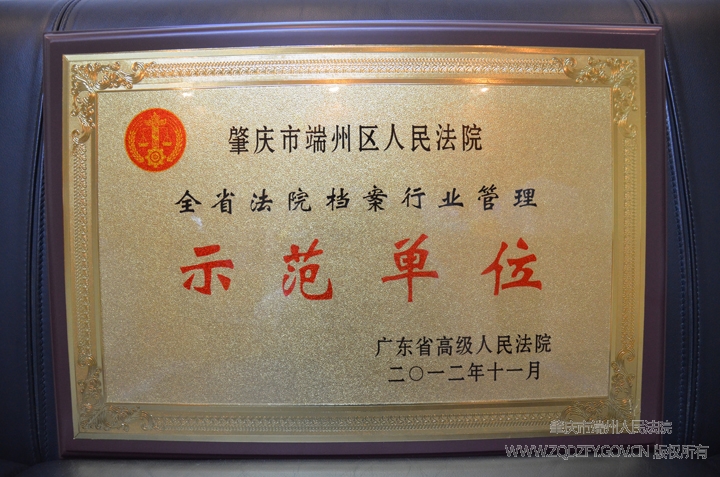 肇庆市端州区人民法院
全省法院档案行业管理
示范单位
广东省高级人民法院
二〇一二年十一月
肇庆市端州人民法院
WWW.ZQDZFY.GOV.CN 版权所有